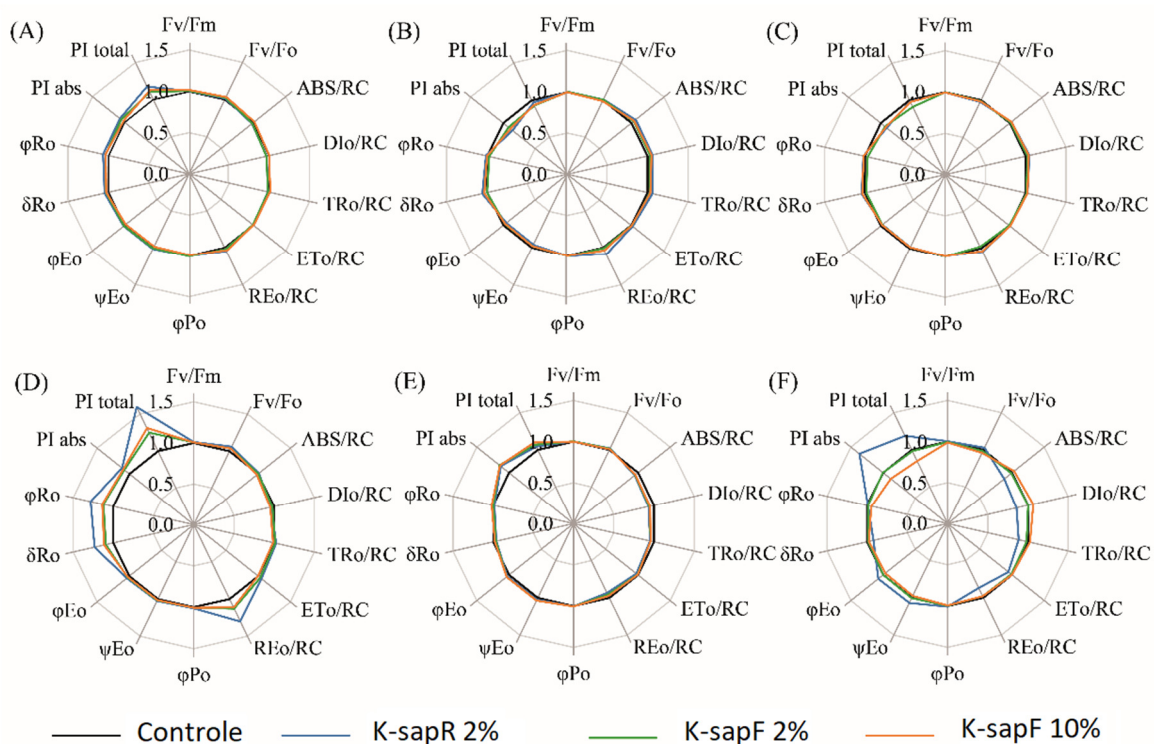 (A)
Fv/Fm
Fv/Fo
ABS/RC
DIo/RC
TRo/RC
ETo/RC
REo/RC
φPo
ψEo
φEo
δRo
φRo
PI abs
PI total
1.5
1.0
0.5
0.0
(B)
Fv/Fm
Fv/Fo
ABS/RC
DIo/RC
TRo/RC
ETo/RC
REo/RC
φPo
ψEo
φEo
δRo
φRo
PI abs
PI total
1.5
1.0
0.5
0.0
(C)
Fv/Fm
Fv/Fo
ABS/RC
DIo/RC
TRo/RC
ETo/RC
REo/RC
φPo
ψEo
φEo
δRo
φRo
PI abs
PI total
1.5
1.0
0.5
0.0
(D)
Fv/Fm
Fv/Fo
ABS/RC
DIo/RC
TRo/RC
ETo/RC
REo/RC
φPo
ψEo
φEo
δRo
φRo
PI abs
PI total
1.5
1.0
0.5
0.0
(E)
Fv/Fm
Fv/Fo
ABS/RC
DIo/RC
TRo/RC
ETo/RC
REo/RC
φPo
ψEo
φEo
δRo
φRo
PI abs
PI total
1.5
1.0
0.5
0.0
(F)
Fv/Fm
Fv/Fo
ABS/RC
DIo/RC
TRo/RC
ETo/RC
REo/RC
φPo
ψEo
φEo
δRo
φRo
PI abs
PI total
1.5
1.0
0.5
0.0
Controle
K-sapR 2%
K-sapF 2%
K-sapF 10%